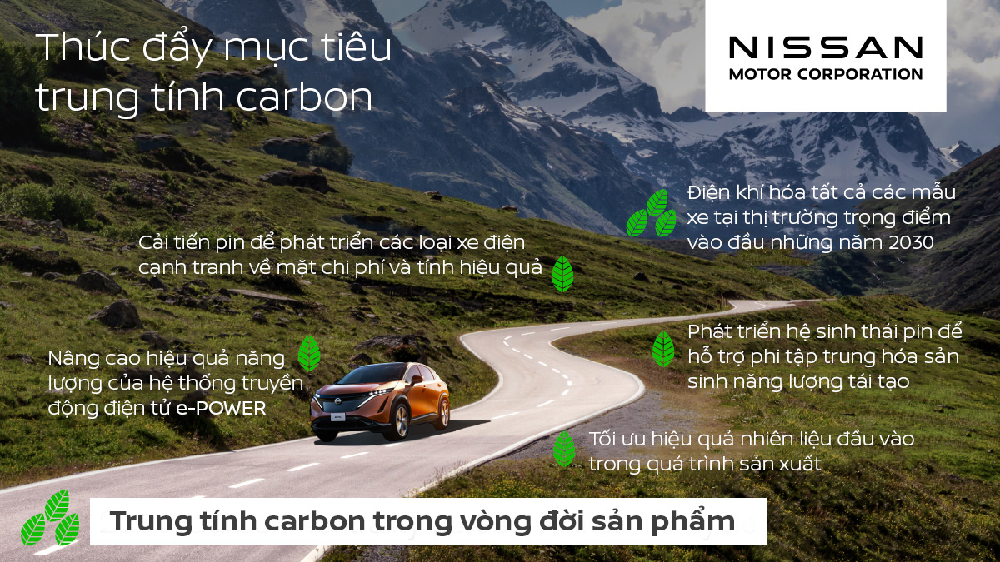 Thúc đẩy mục tiêu
trung tính carbon
NISSAN
MOTOR CORPORATION
Điện khí hóa tất cả các mẫu
xe tại thị trường trọng điểm
vào đầu những năm 2030
Cải tiến pin để phát triển các loại xe điện
cạnh tranh về mặt chi phí và tính hiệu quả
Phát triển hệ sinh thái pin để
hỗ trợ phi tập trung hóa sản
sinh năng lượng tái tạo
Nâng cao hiệu quả năng
lượng của hệ thống truyền
động điện tử e-POWER
Tối ưu hiệu quả nhiên liệu đầu vào
trong quá trình sản xuất
Trung tính carbon trong vòng đời sản phẩm